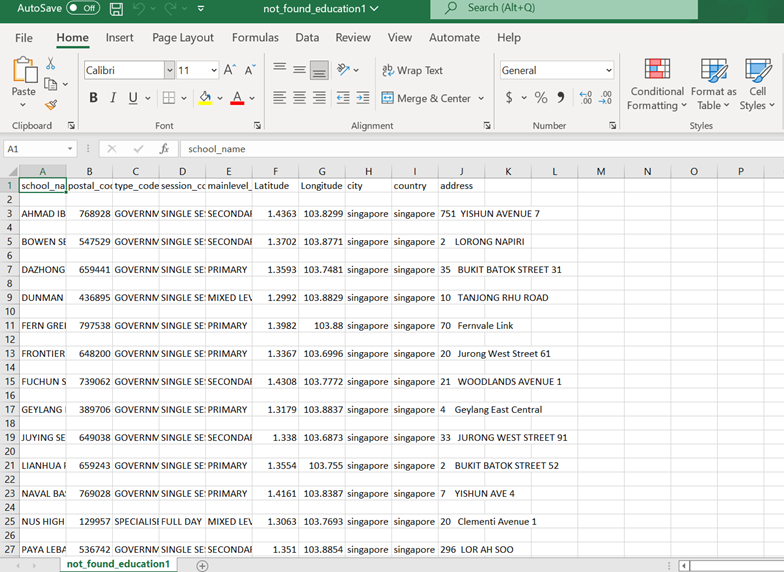 AutoSave Off not_found_education1 Search (Alt+Q)
File Home Insert Page Layout Formulas Data Review View Automate Help
Paste Calibri 11 A^ A˅ Wrap Text General Conditional Formatting Format as Table Cell Styles
B I U A Merge & Center $ % 9 .00
Clipboard Font Alignment Number Styles
A1 fx school_name
A B C D E F G H I J K L M N O P
1 school_na postal_coc type_code session_co mainlevel_ Latitude Longitude city country address
2
3 AHMAD IB 768928 GOVERNM SINGLE SE SECONDAR 1.4363 103.8299 singapore singapore 751 YISHUN AVENUE 7
4
5 BOWEN SE 547529 GOVERNM SINGLE SE SECONDAR 1.3702 103.8771 singapore singapore 2 LORONG NAPIRI
6
7 DAZHONG 659441 GOVERNM SINGLE SE PRIMARY 1.3593 103.7481 singapore singapore 35 BUKIT BATOK STREET 31
8
9 DUNMAN 436895 GOVERNM SINGLE SE MIXED LEV 1.2992 103.8829 singapore singapore 10 TANJONG RHU ROAD
10
11 FERN GREE 797538 GOVERNM SINGLE SE PRIMARY 1.3982 103.88 singapore singapore 70 Fernvale Link
12
13 FRONTIER 648200 GOVERNM SINGLE SE PRIMARY 1.3367 103.6996 singapore singapore 20 Jurong West Street 61
14
15 FUCHUN S 739062 GOVERNM SINGLE SE SECONDAR 1.4308 103.7772 singapore singapore 21 WOODLANDS AVENUE 1
16
17 GEYLANG 389706 GOVERNM SINGLE SE PRIMARY 1.3179 103.8837 singapore singapore 4 Geylang East Central
18
19 JUYING SE 649038 GOVERNM SINGLE SE SECONDAR 1.338 103.6873 singapore singapore 33 JURONG WEST STREET 91
20
21 LIANHUA 659243 GOVERNM SINGLE SE PRIMARY 1.3554 103.755 singapore singapore 2 BUKIT BATOK STREET 52
22
23 NAVAL BA 769028 GOVERNM SINGLE SE PRIMARY 1.4161 103.8387 singapore singapore 7 YISHUN AVE 4
24
25 NUS HIGH 129957 SPECIALIS FULL DAY MIXED LEV 1.3063 103.7693 singapore singapore 20 Clementi Avenue 1
26
27 PAYA LEBA 536742 GOVERNM SINGLE SE SECONDAR 1.351 103.8854 singapore singapore 296 LOR AH SOO
not_found_education1